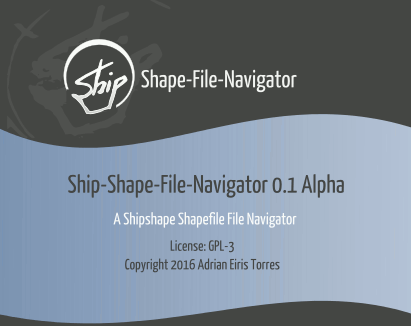 Ship Shape-File-Navigator
Ship-Shape-File-Navigator 0.1 Alpha
A Shipshape Shapefile File Navigator
License: GPL-3
Copyright 2016 Adrian Eiris Torres